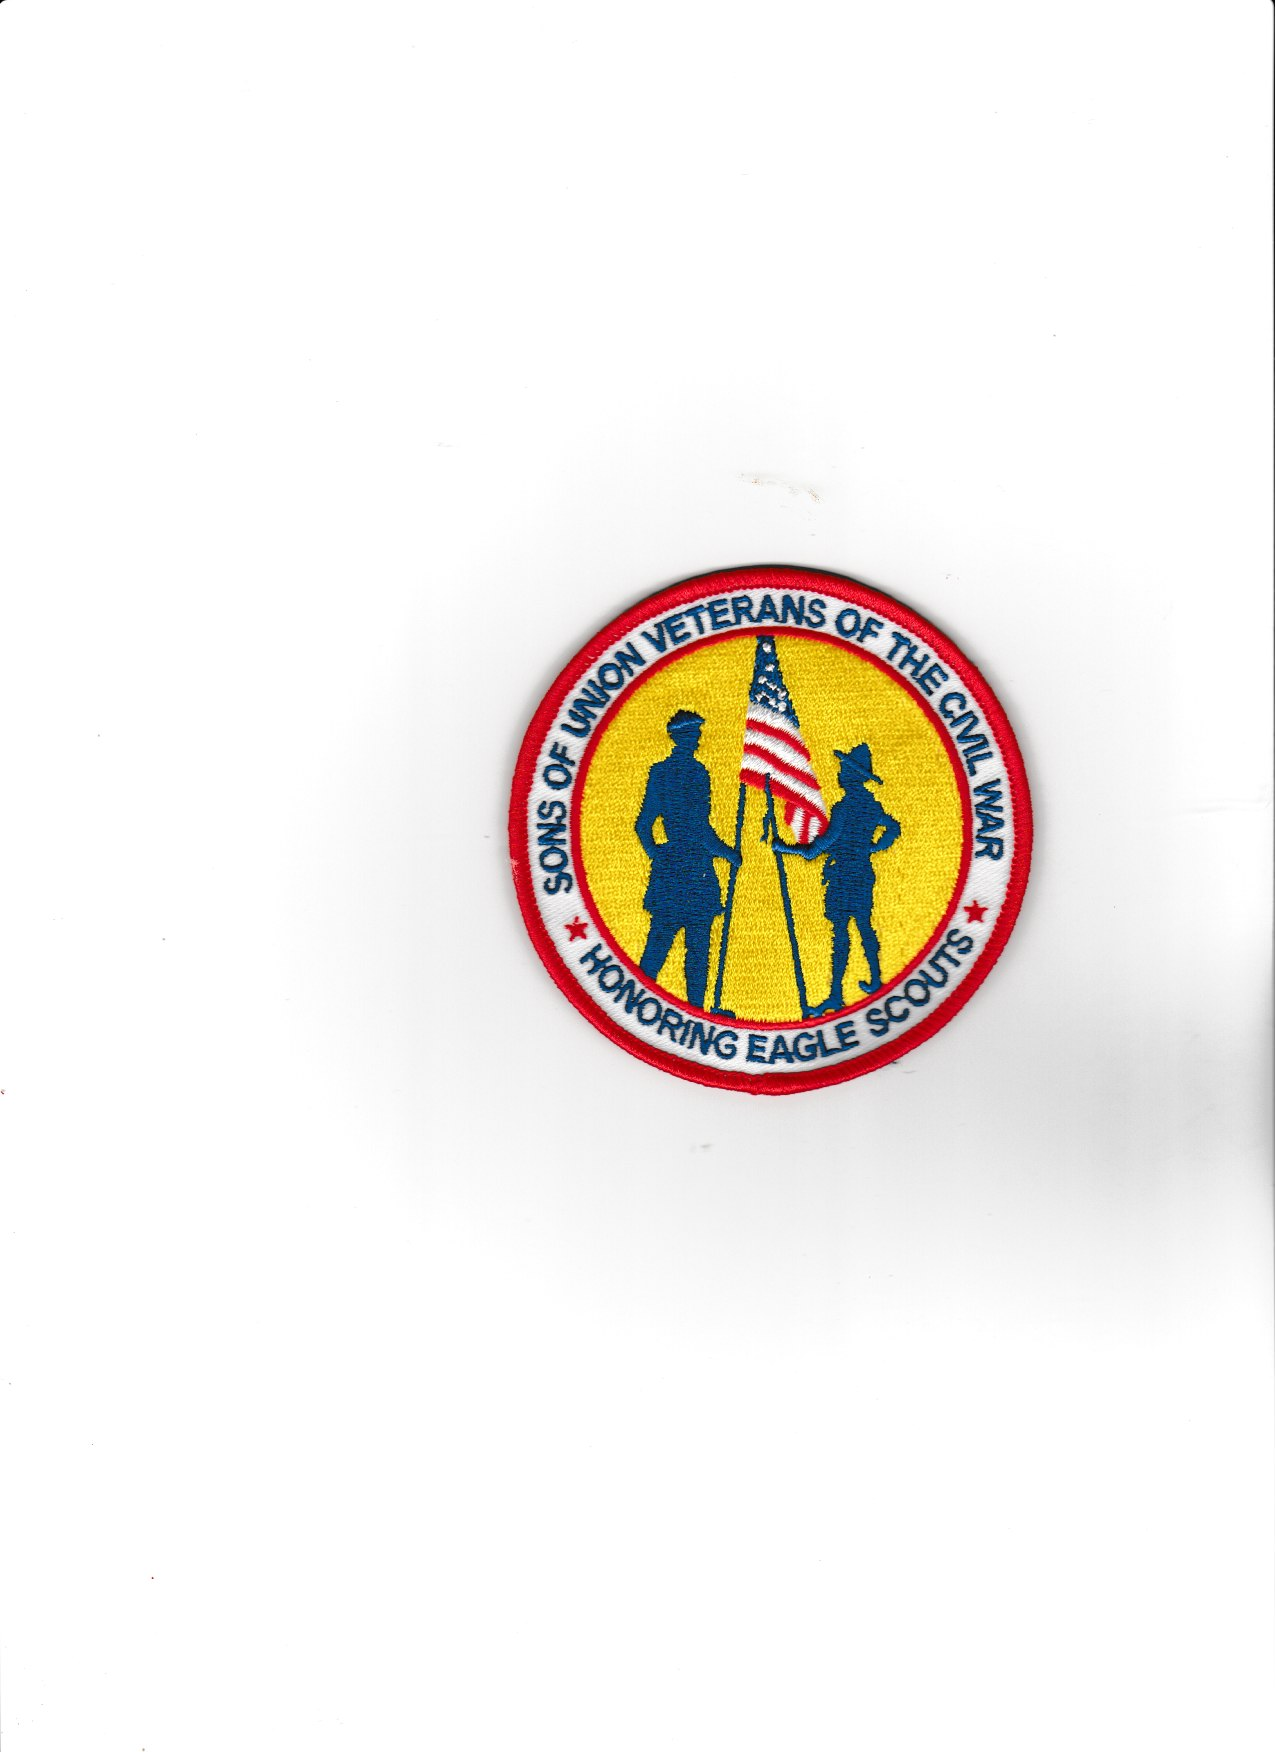 SONS OF UNION VETERANS OF THE CIVIL WAR
HONORING EAGLE SCOUTS